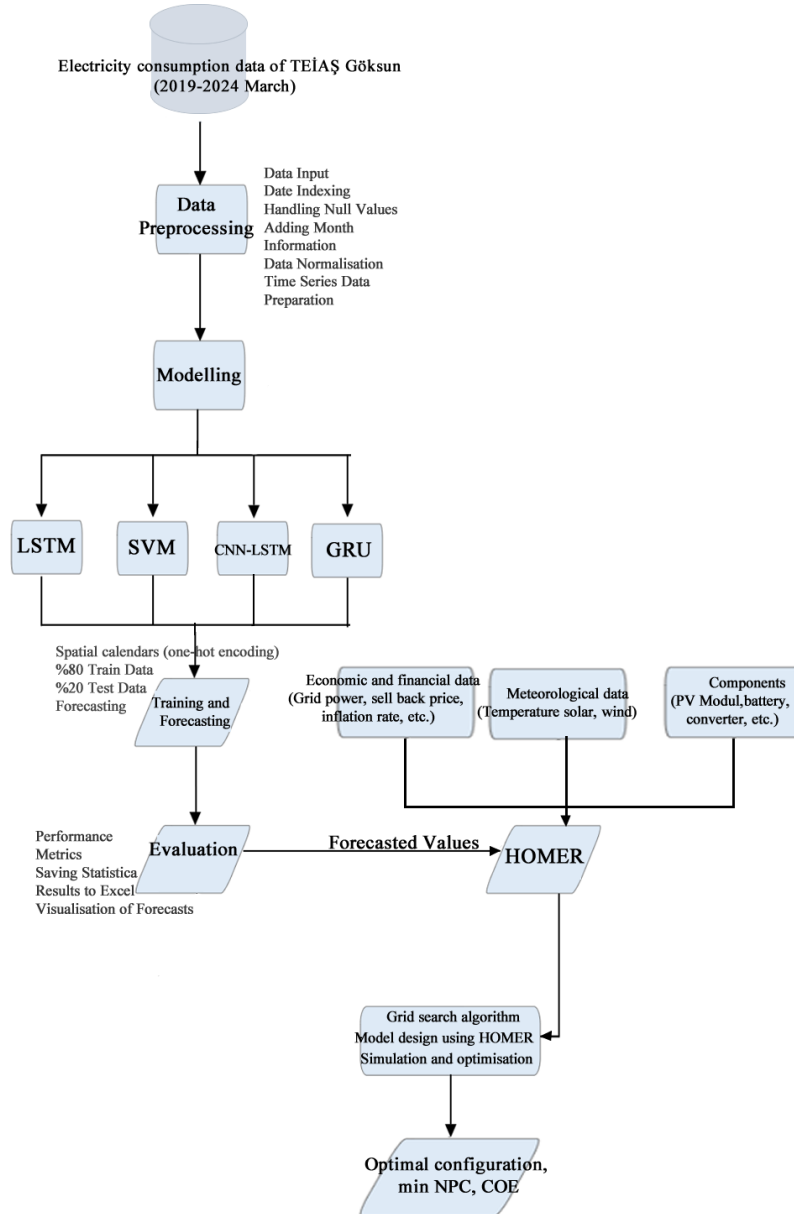 Electricity consumption data of TEİAŞ Göksun
(2019-2024 March)
Data
Preprocessing
Data Input
Date Indexing
Handling Null Values
Adding Month
Information
Data Normalisation
Time Series Data
Preparation
Modelling
LSTM
SVM
CNN-LSTM
GRU
Spatial calendars (one-hot encoding)
%80 Train Data
%20 Test Data
Forecasting
Training and
Forecasting
Economic and financial data
(Grid power, sell back price,
inflation rate, etc.)
Meteorological data
(Temperature solar, wind)
Components
(PV Modul,battery,
converter, etc.)
Performance
Metrics
Saving Statistica
Results to Excel
Visualisation of Forecasts
Evaluation
Forecasted Values
HOMER
Grid search algorithm
Model design using HOMER
Simulation and optimisation
Optimal configuration,
min NPC, COE